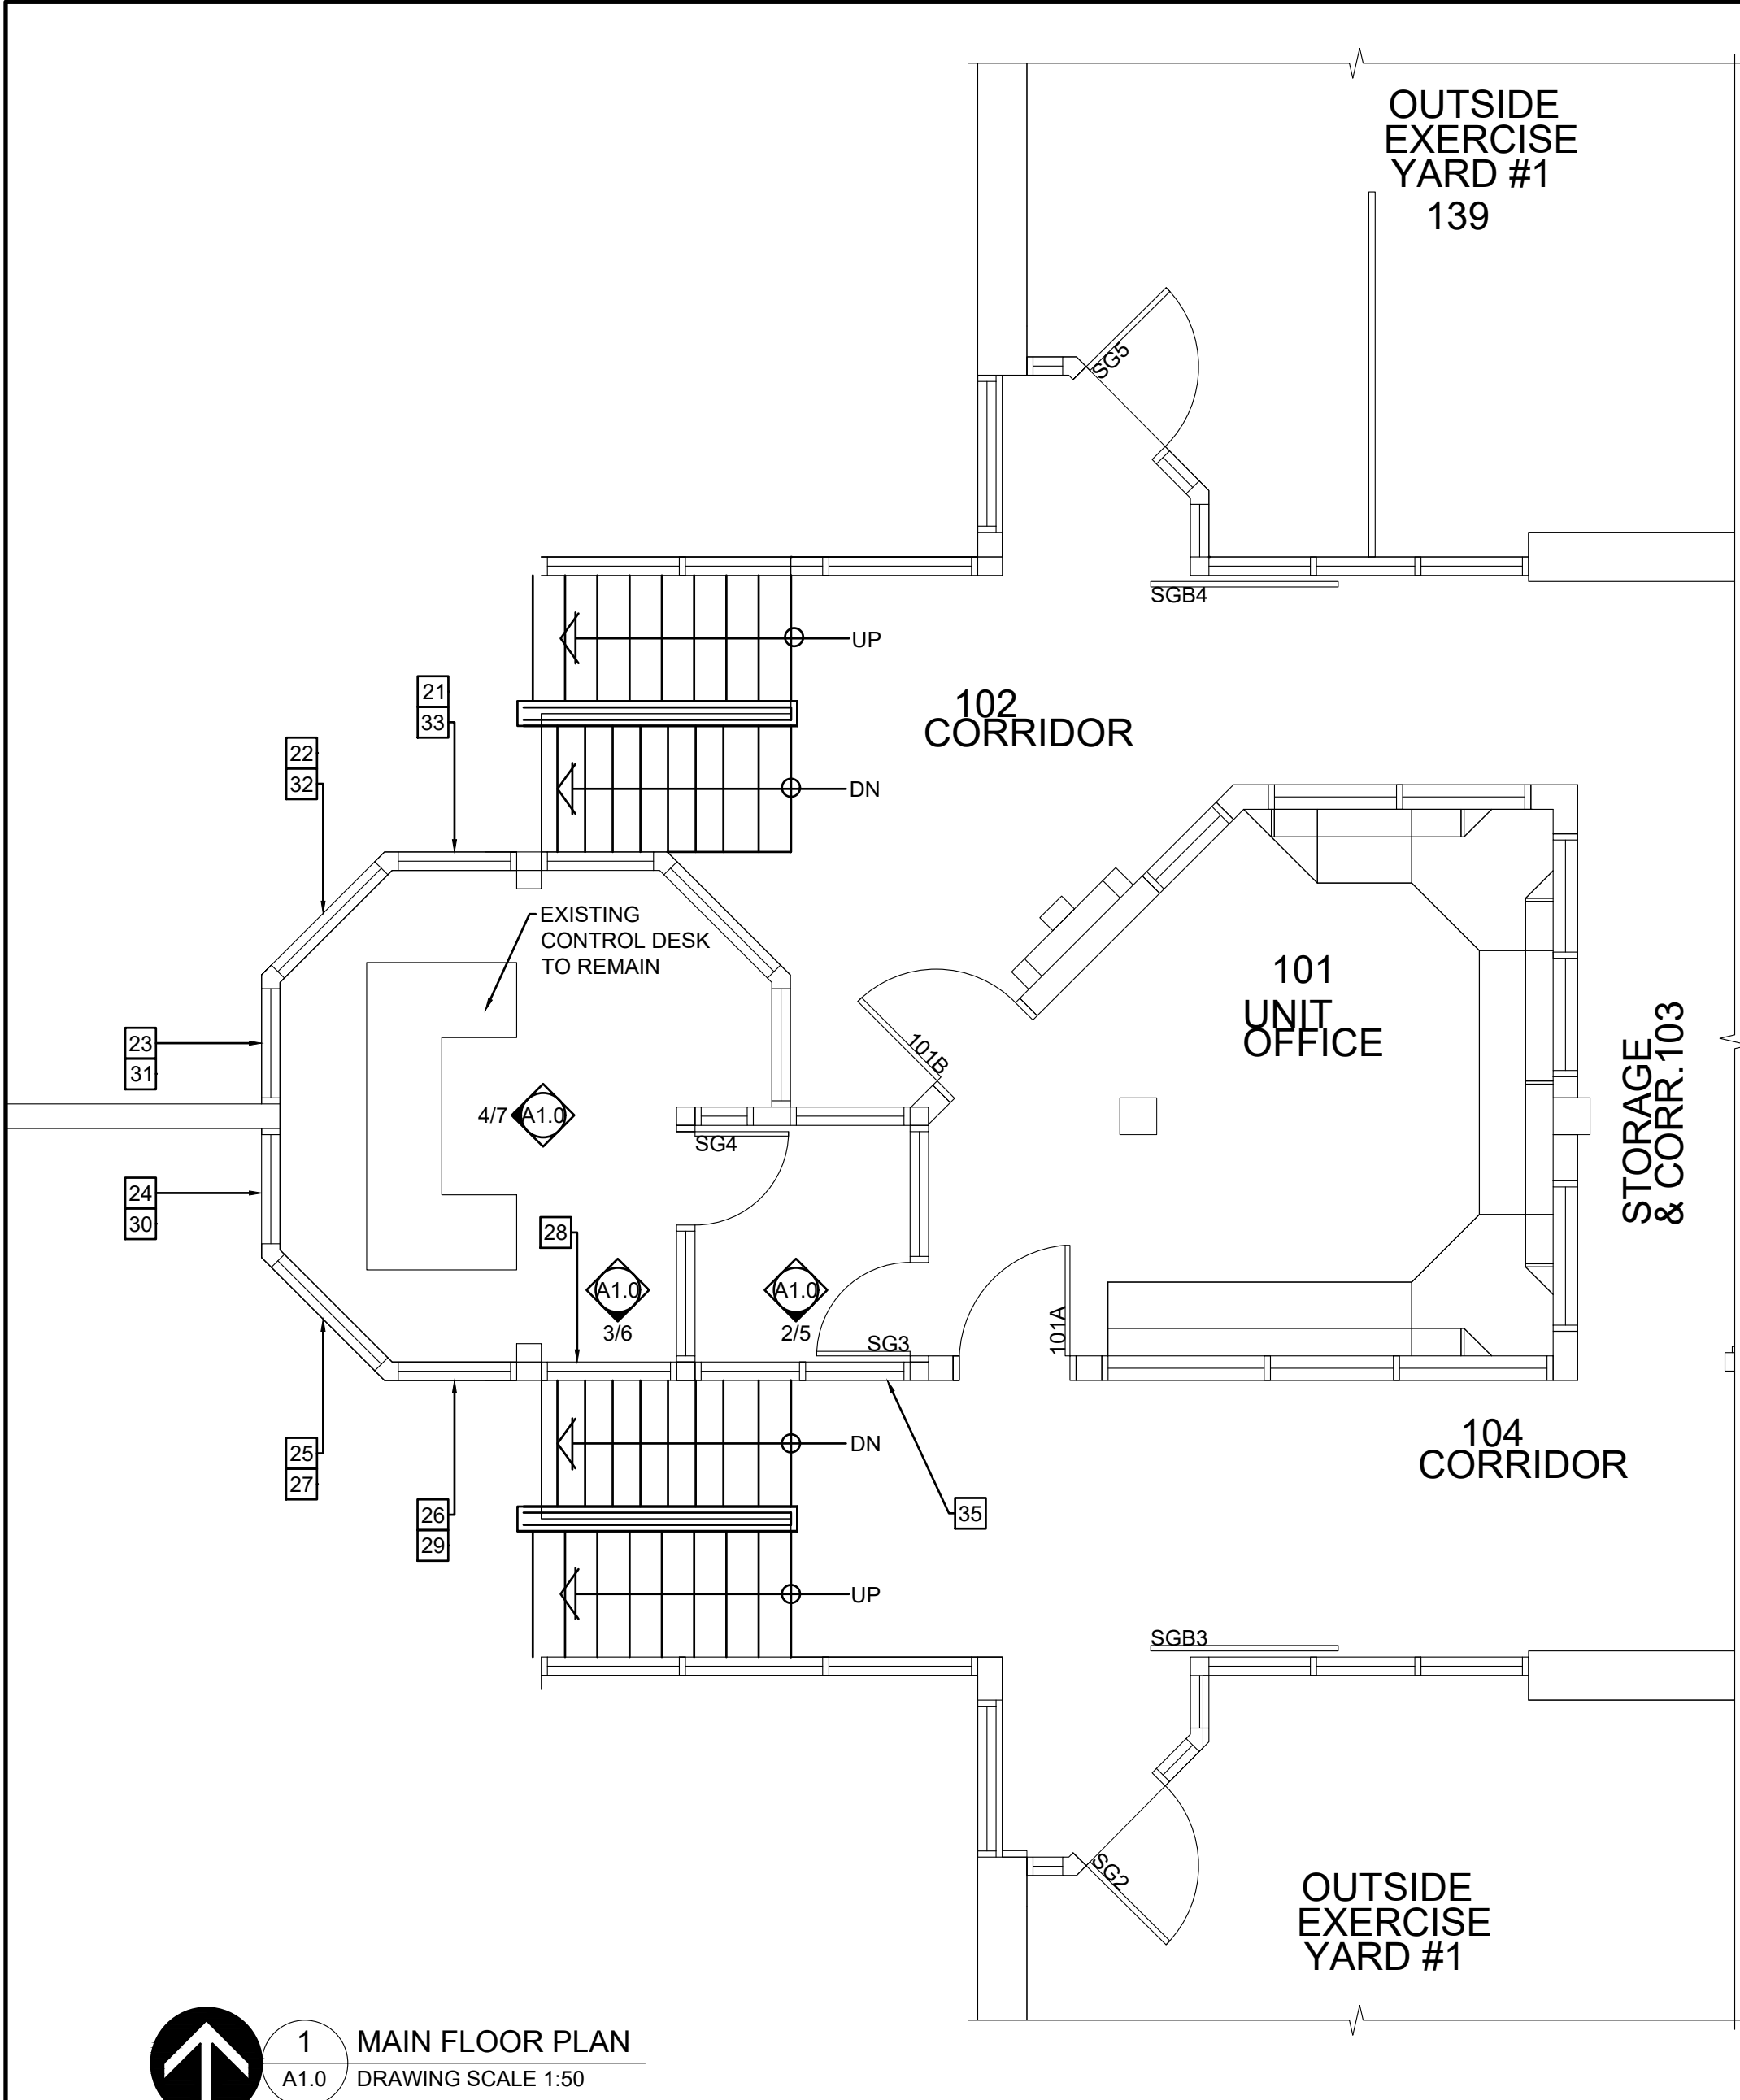 OUTSIDE
EXERCISE
YARD #1
139
SG5
SGB4
UP
21
33
102
CORRIDOR
22
32
DN
EXISTING
CONTROL DESK
TO REMAIN
101
UNIT
OFFICE
STORAGE
& CORR.103
23
31
101B
4/7
A1.0
SG4
24
30
28
A1.0
3/6
A1.0
2/5
SG3
101A
25
27
DN
104
CORRIDOR
26
29
35
UP
SGB3
SG2
OUTSIDE
EXERCISE
YARD #1
1
MAIN FLOOR PLAN
A1.0
DRAWING SCALE 1:50